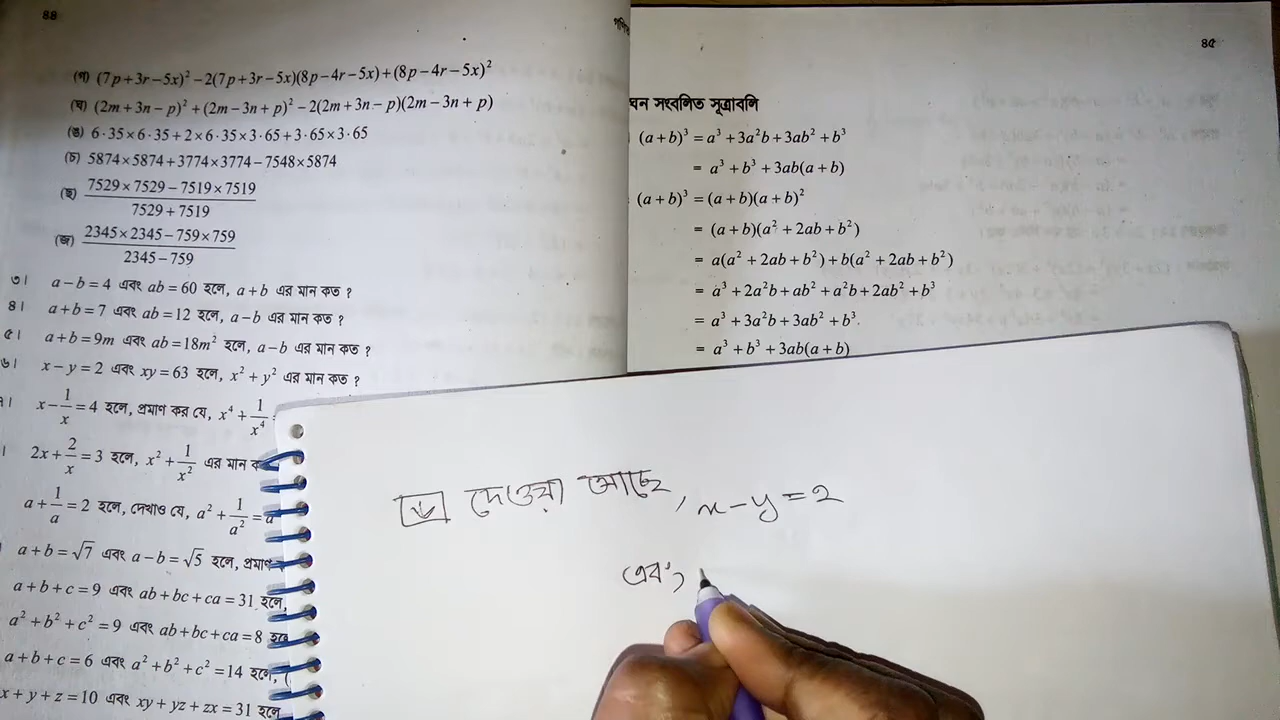 ৪৪
(গ) (7p+3r−5x)² −2(7p+3r−5x)(8p−4r−5x)+(8p−4r−5x)²
(ঘ) (2m+3n−p)² +(2m−3n+p)² −2(2m+3n−p)(2m−3n+p)
(ঙ) 6·35×6·35+2×6·35×3·65+3·65×3·65
(চ) 5874×5874+3774×3774−7548×5874
(ছ) (7529×7529−7519×7519)/(7529+7519)
(জ) (2345×2345−759×759)/(2345−759)
৩। a−b=4 এবং ab=60 হলে, a+b এর মান কত ?
৪। a+b=7 এবং ab=12 হলে, a−b এর মান কত ?
৫। a+b=9m এবং ab=18m² হলে, a−b এর মান কত ?
৬। x−y=2 এবং xy=63 হলে, x²+y² এর মান কত ?
x−1/x=4 হলে, প্রমাণ কর যে, x⁴+1/x⁴
2x+2/x=3 হলে, x²+1/x² এর মান
a+1/a=2 হলে, দেখাও যে, a²+1/a²=a
a+b=√7 এবং a−b=√5 হলে,
a+b+c=9 এবং ab+bc+ca=31 হলে,
a²+b²+c²=9 এবং ab+bc+ca=8
a+b+c=6 এবং a²+b²+c²=14 হলে, (
x+y+z=10 এবং xy+yz+zx=31 হলে
৪৫
ঘন সংবলিত সূত্রাবলি
(a+b)³ = a³+3a²b+3ab²+b³
= a³+b³+3ab(a+b)
(a+b)³ = (a+b)(a+b)²
= (a+b)(a²+2ab+b²)
= a(a²+2ab+b²)+b(a²+2ab+b²)
= a³+2a²b+ab²+a²b+2ab²+b³
= a³+3a²b+3ab²+b³.
= a³+b³+3ab(a+b)
৬ দেওয়া আছে, x−y=2
এবং,